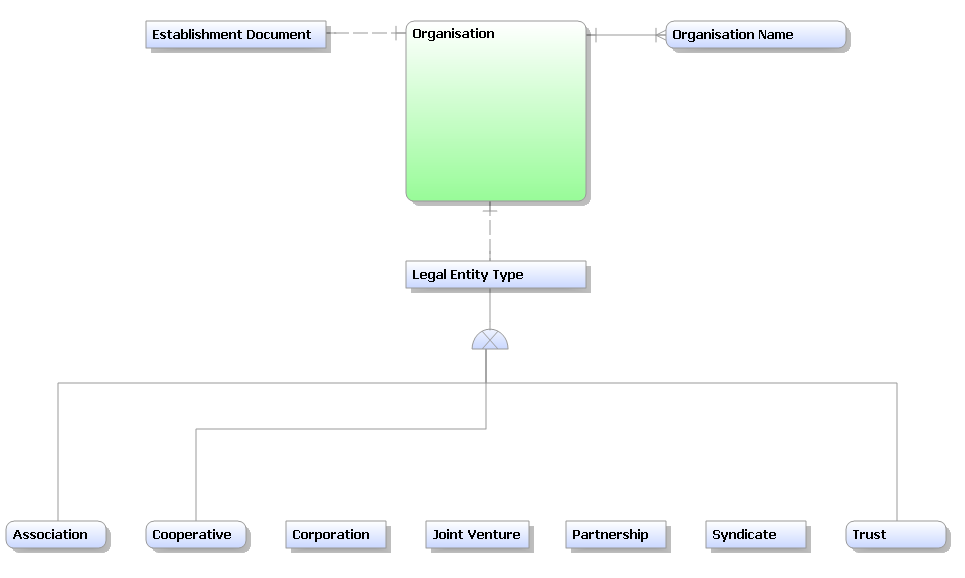 Establishment Document
Organisation
Organisation Name
Legal Entity Type
Association
Cooperative
Corporation
Joint Venture
Partnership
Syndicate
Trust